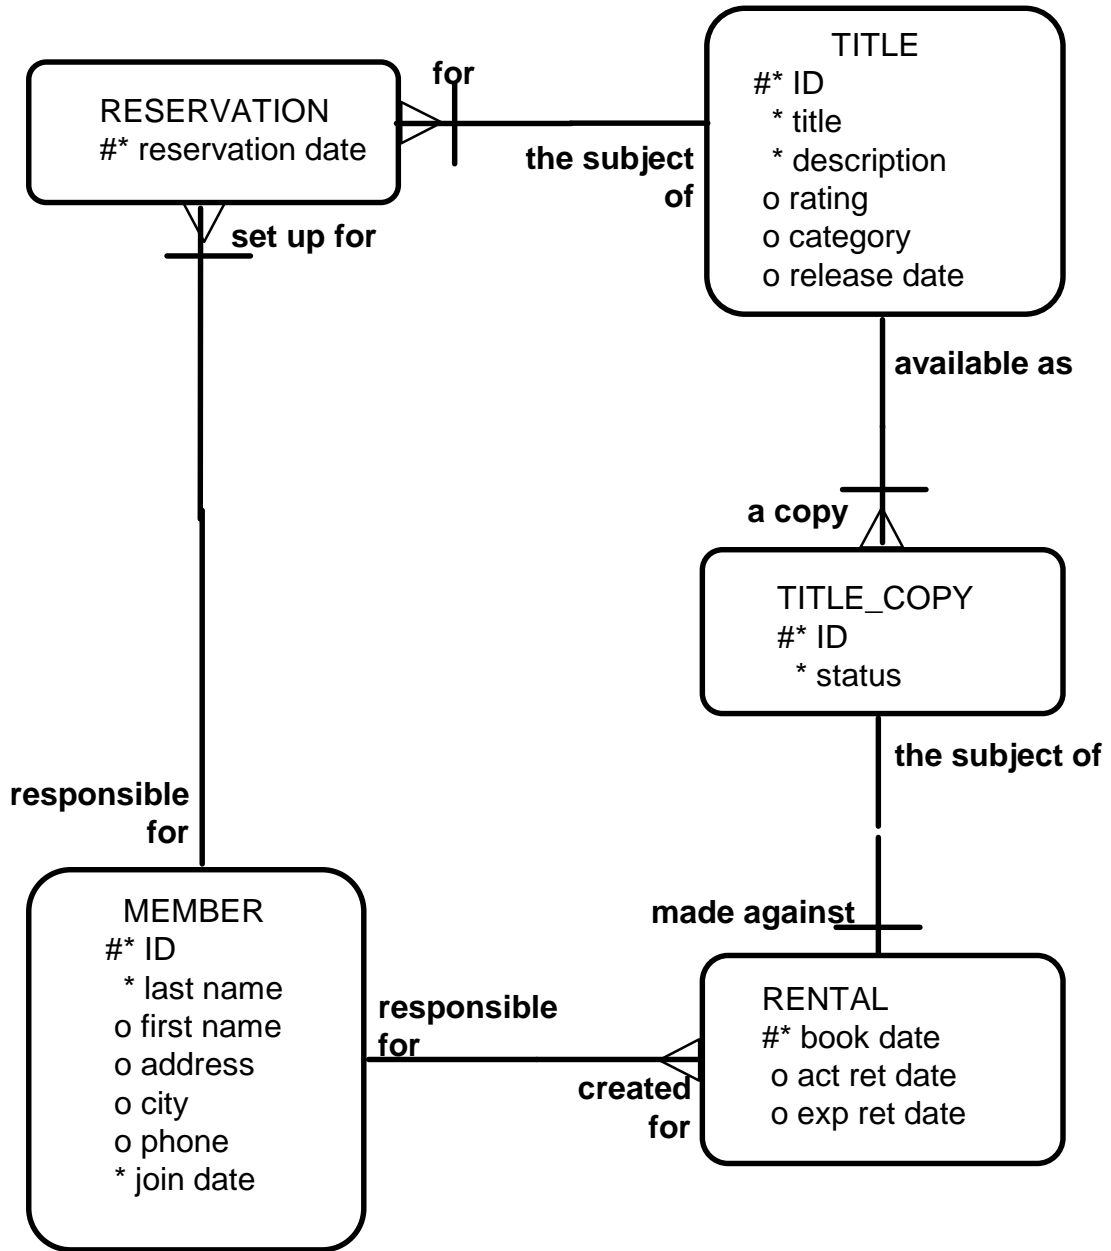 TITLE
#* ID
* title
* description
o rating
o category
o release date
for
RESERVATION
#* reservation date
the subject
of
set up for
available as
a copy
TITLE_COPY
#* ID
* status
the subject of
responsible
for
made against
MEMBER
#* ID
* last name
o first name
o address
o city
o phone
* join date
responsible
for
created
for
RENTAL
#* book date
o act ret date
o exp ret date